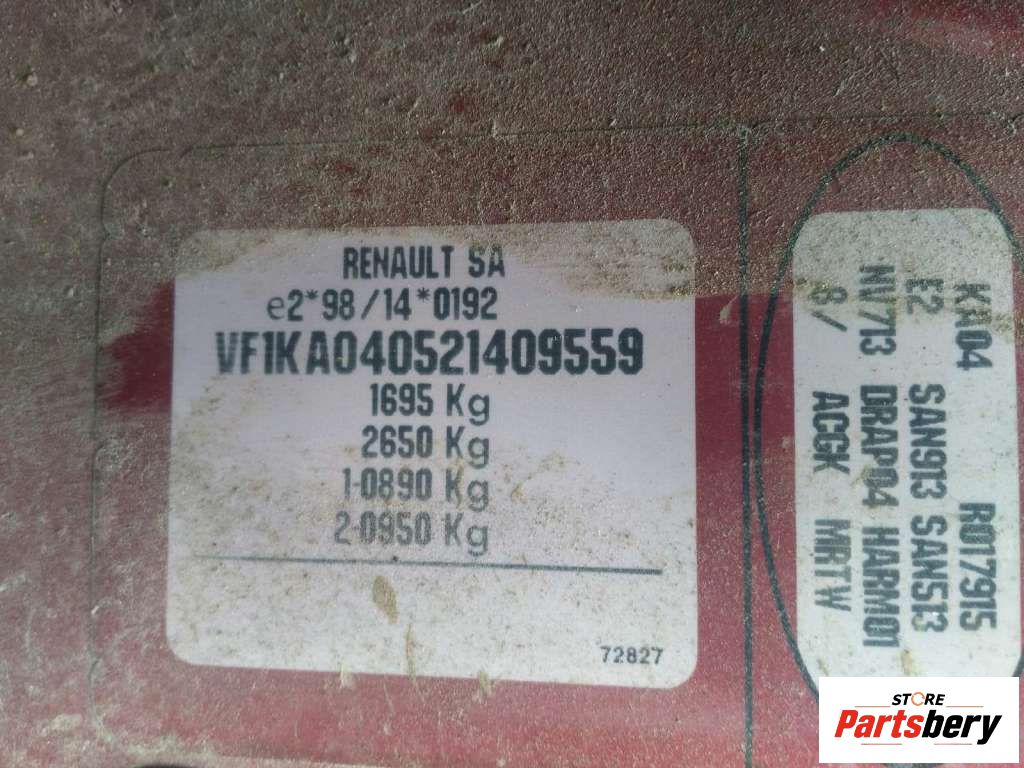 RENAULT SA
e2*98/14*0192
VF1KA040521409559
1695 Kg
2650 Kg
1-0890 Kg
2-0950 Kg
72827
KA04 R017915
E2 SAN913 SAN513
NV713 DRAP04 HARM01
8/ ACGK MRTW
STORE
Partsbery